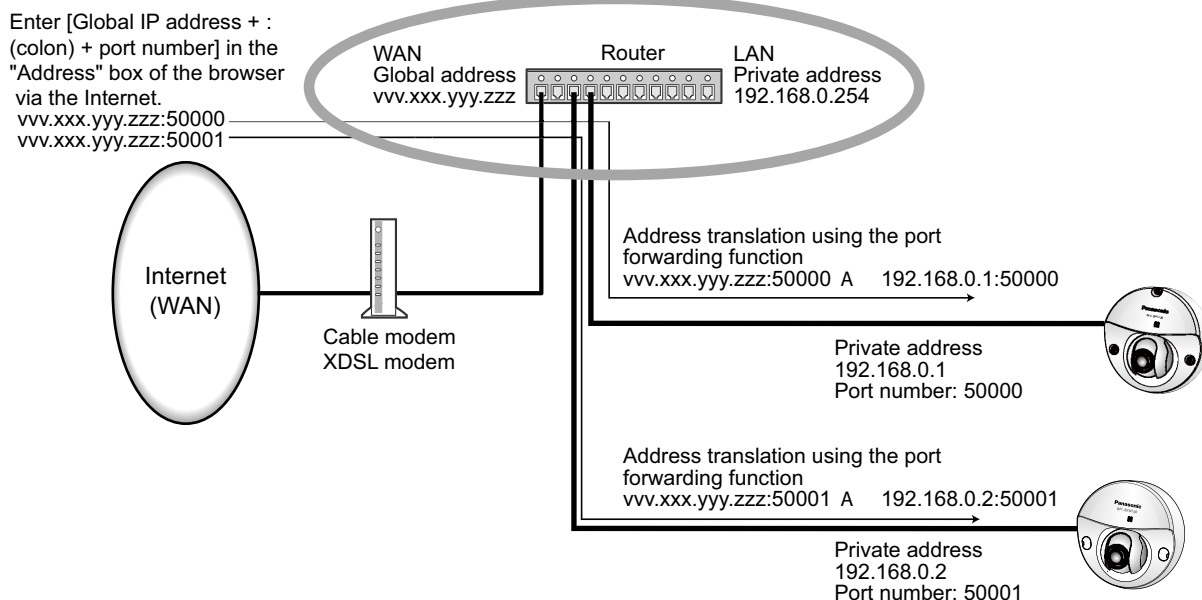 Enter [Global IP address + :
(colon) + port number] in the
"Address" box of the browser
via the Internet.
vvv.xxx.yyy.zzz:50000
vvv.xxx.yyy.zzz:50001
WAN
Global address
vvv.xxx.yyy.zzz
Router
LAN
Private address
192.168.0.254
Internet
(WAN)
Cable modem
XDSL modem
Address translation using the port
forwarding function
vvv.xxx.yyy.zzz:50000 A 192.168.0.1:50000
Panasonic
Private address
192.168.0.1
Port number: 50000
Address translation using the port
forwarding function
vvv.xxx.yyy.zzz:50001 A 192.168.0.2:50001
Panasonic
Private address
192.168.0.2
Port number: 50001